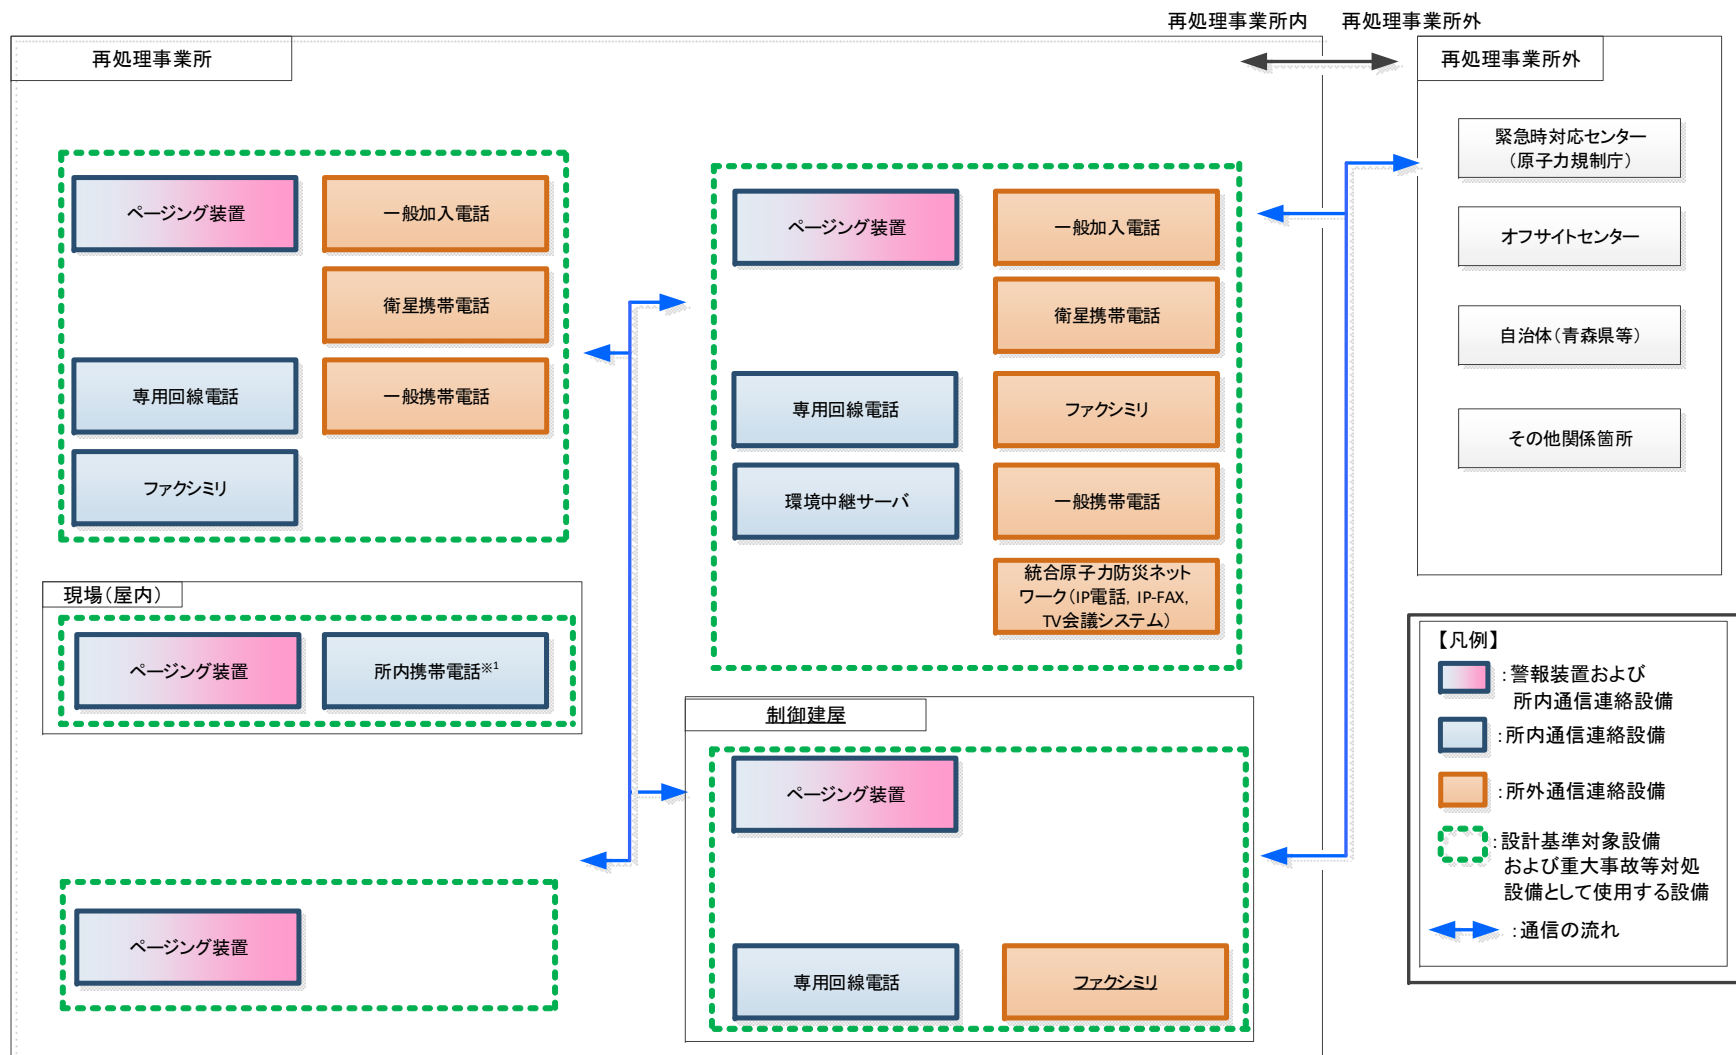 再処理事業所内
再処理事業所外
再処理事業所
再処理事業所外
ページング装置
一般加入電話
衛星携帯電話
専用回線電話
一般携帯電話
ファクシミリ
現場(屋内)
ページング装置
所内携帯電話※1
ページング装置
ページング装置
一般加入電話
衛星携帯電話
専用回線電話
ファクシミリ
環境中継サーバ
一般携帯電話
統合原子力防災ネット
ワーク(IP電話, IP-FAX,
TV会議システム)
制御建屋
ページング装置
専用回線電話
ファクシミリ
緊急時対応センター
(原子力規制庁)
オフサイトセンター
自治体(青森県等)
その他関係箇所
【凡例】
:警報装置および
所内通信連絡設備
:所内通信連絡設備
:所外通信連絡設備
:設計基準対象設備
および重大事故等対処
設備として使用する設備
:通信の流れ